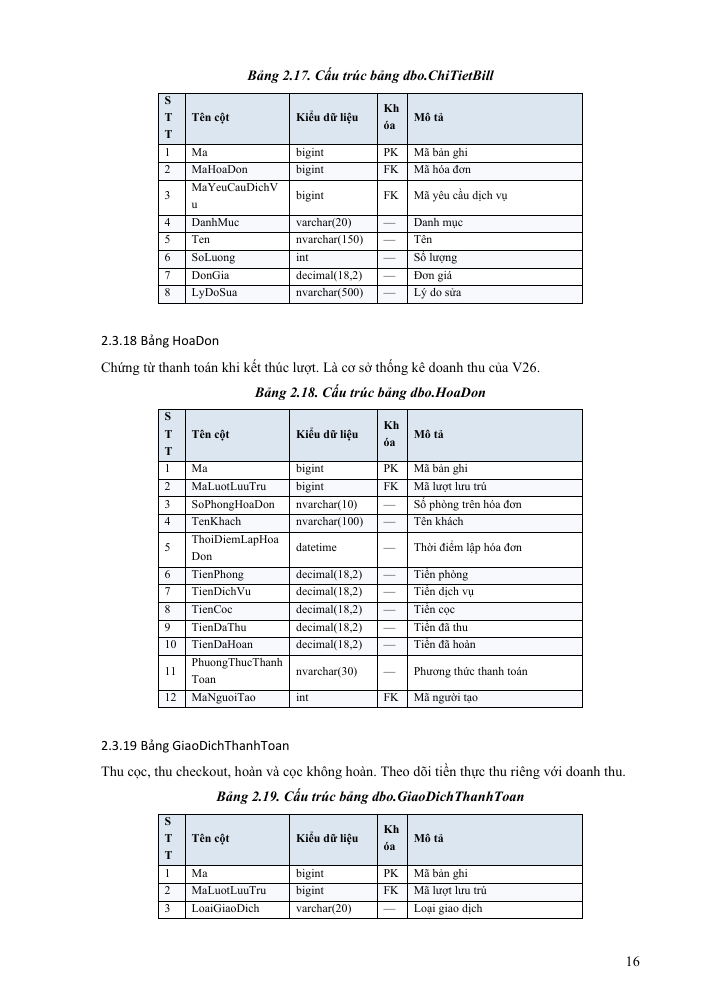 Bảng 2.17. Cấu trúc bảng dbo.ChiTietBill
S
T
T
Tên cột
Kiểu dữ liệu
Kh
óa
Mô tả
1 Ma bigint PK Mã bản ghi
2 MaHoaDon bigint FK Mã hóa đơn
3 MaYeuCauDichV
u
bigint FK Mã yêu cầu dịch vụ
4 DanhMuc varchar(20) — Danh mục
5 Ten nvarchar(150) — Tên
6 SoLuong int — Số lượng
7 DonGia decimal(18,2) — Đơn giá
8 LyDoSua nvarchar(500) — Lý do sửa
2.3.18 Bảng HoaDon
Chứng từ thanh toán khi kết thúc lượt. Là cơ sở thống kê doanh thu của V26.
Bảng 2.18. Cấu trúc bảng dbo.HoaDon
S
T
T
Tên cột
Kiểu dữ liệu
Kh
óa
Mô tả
1 Ma bigint PK Mã bản ghi
2 MaLuotLuuTru bigint FK Mã lượt lưu trú
3 SoPhongHoaDon nvarchar(10) — Số phòng trên hóa đơn
4 TenKhach nvarchar(100) — Tên khách
5 ThoiDiemLapHoa
Don
datetime — Thời điểm lập hóa đơn
6 TienPhong decimal(18,2) — Tiền phòng
7 TienDichVu decimal(18,2) — Tiền dịch vụ
8 TienCoc decimal(18,2) — Tiền cọc
9 TienDaThu decimal(18,2) — Tiền đã thu
10 TienDaHoan decimal(18,2) — Tiền đã hoàn
11 PhuongThucThanh
Toan
nvarchar(30) — Phương thức thanh toán
12 MaNguoiTao int FK Mã người tạo
2.3.19 Bảng GiaoDichThanhToan
Thu cọc, thu checkout, hoàn và cọc không hoàn. Theo dõi tiền thực thu riêng với doanh thu.
Bảng 2.19. Cấu trúc bảng dbo.GiaoDichThanhToan
S
T
T
Tên cột
Kiểu dữ liệu
Kh
óa
Mô tả
1 Ma bigint PK Mã bản ghi
2 MaLuotLuuTru bigint FK Mã lượt lưu trú
3 LoaiGiaoDich varchar(20) — Loại giao dịch
16